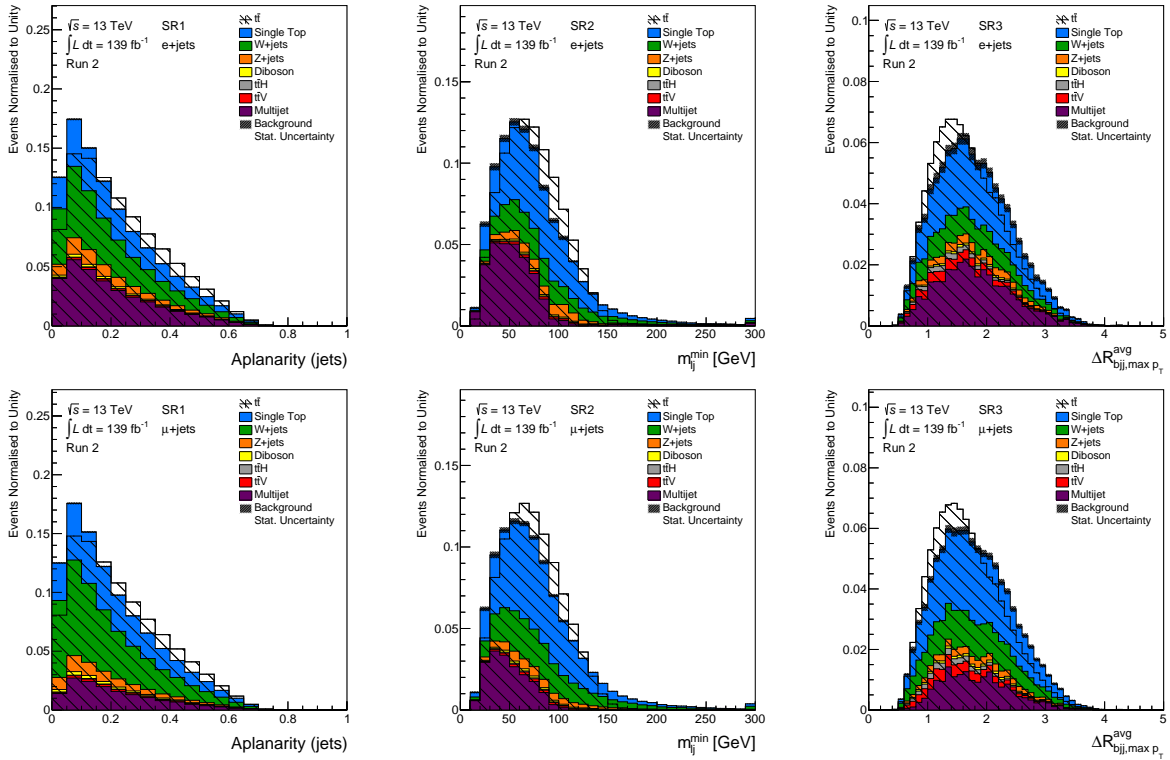 Events Normalised to Unity
√s = 13 TeV SR1
∫L dt = 139 fb⁻¹ e+jets
Run 2
tt̄
Single Top
W+jets
Z+jets
Diboson
tt̄H
tt̄V
Multijet
Background
Stat. Uncertainty
0.25
0.2
0.15
0.1
0.05
0
0 0.2 0.4 0.6 0.8 1
Aplanarity (jets)
Events Normalised to Unity
√s = 13 TeV SR2
∫L dt = 139 fb⁻¹ e+jets
Run 2
tt̄
Single Top
W+jets
Z+jets
Diboson
tt̄H
tt̄V
Multijet
Background
Stat. Uncertainty
0.15
0.1
0.05
0
0 50 100 150 200 250 300
m_lj^min [GeV]
Events Normalised to Unity
√s = 13 TeV SR3
∫L dt = 139 fb⁻¹ e+jets
Run 2
tt̄
Single Top
W+jets
Z+jets
Diboson
tt̄H
tt̄V
Multijet
Background
Stat. Uncertainty
0.1
0.08
0.06
0.04
0.02
0
0 1 2 3 4 5
ΔR_bjj,max p_T^avg
Events Normalised to Unity
√s = 13 TeV SR1
∫L dt = 139 fb⁻¹ μ+jets
Run 2
tt̄
Single Top
W+jets
Z+jets
Diboson
tt̄H
tt̄V
Multijet
Background
Stat. Uncertainty
0.25
0.2
0.15
0.1
0.05
0
0 0.2 0.4 0.6 0.8 1
Aplanarity (jets)
Events Normalised to Unity
√s = 13 TeV SR2
∫L dt = 139 fb⁻¹ μ+jets
Run 2
tt̄
Single Top
W+jets
Z+jets
Diboson
tt̄H
tt̄V
Multijet
Background
Stat. Uncertainty
0.15
0.1
0.05
0
0 50 100 150 200 250 300
m_lj^min [GeV]
Events Normalised to Unity
√s = 13 TeV SR3
∫L dt = 139 fb⁻¹ μ+jets
Run 2
tt̄
Single Top
W+jets
Z+jets
Diboson
tt̄H
tt̄V
Multijet
Background
Stat. Uncertainty
0.1
0.08
0.06
0.04
0.02
0
0 1 2 3 4 5
ΔR_bjj,max p_T^avg